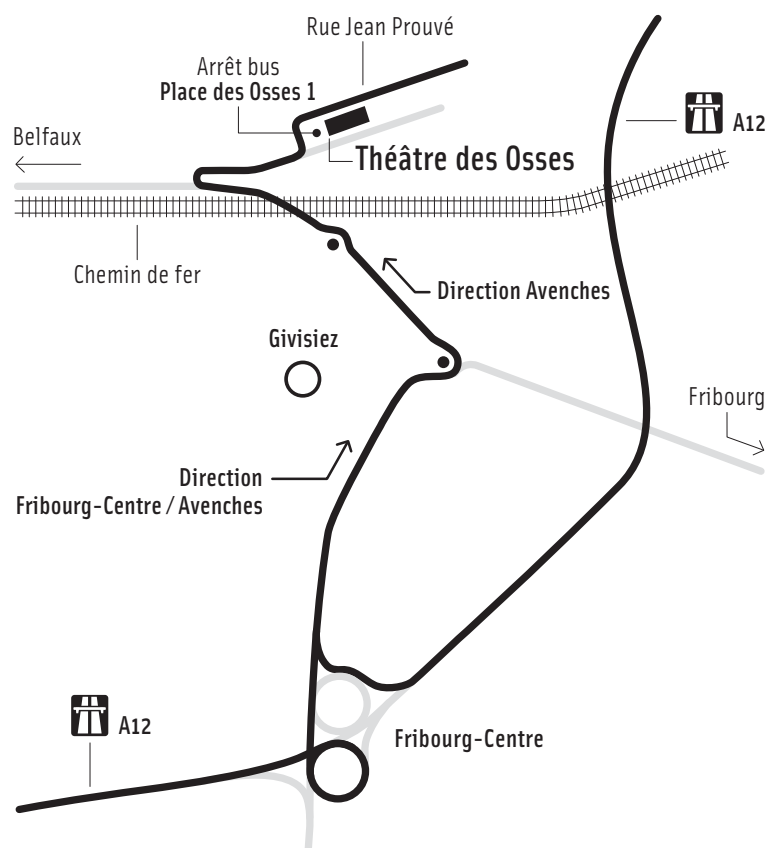 Rue Jean Prouvé
Arrêt bus
Place des Osses 1
A12
Belfaux
Théâtre des Osses
Chemin de fer
Direction Avenches
Givisiez
Fribourg
Direction
Fribourg-Centre / Avenches
A12
Fribourg-Centre